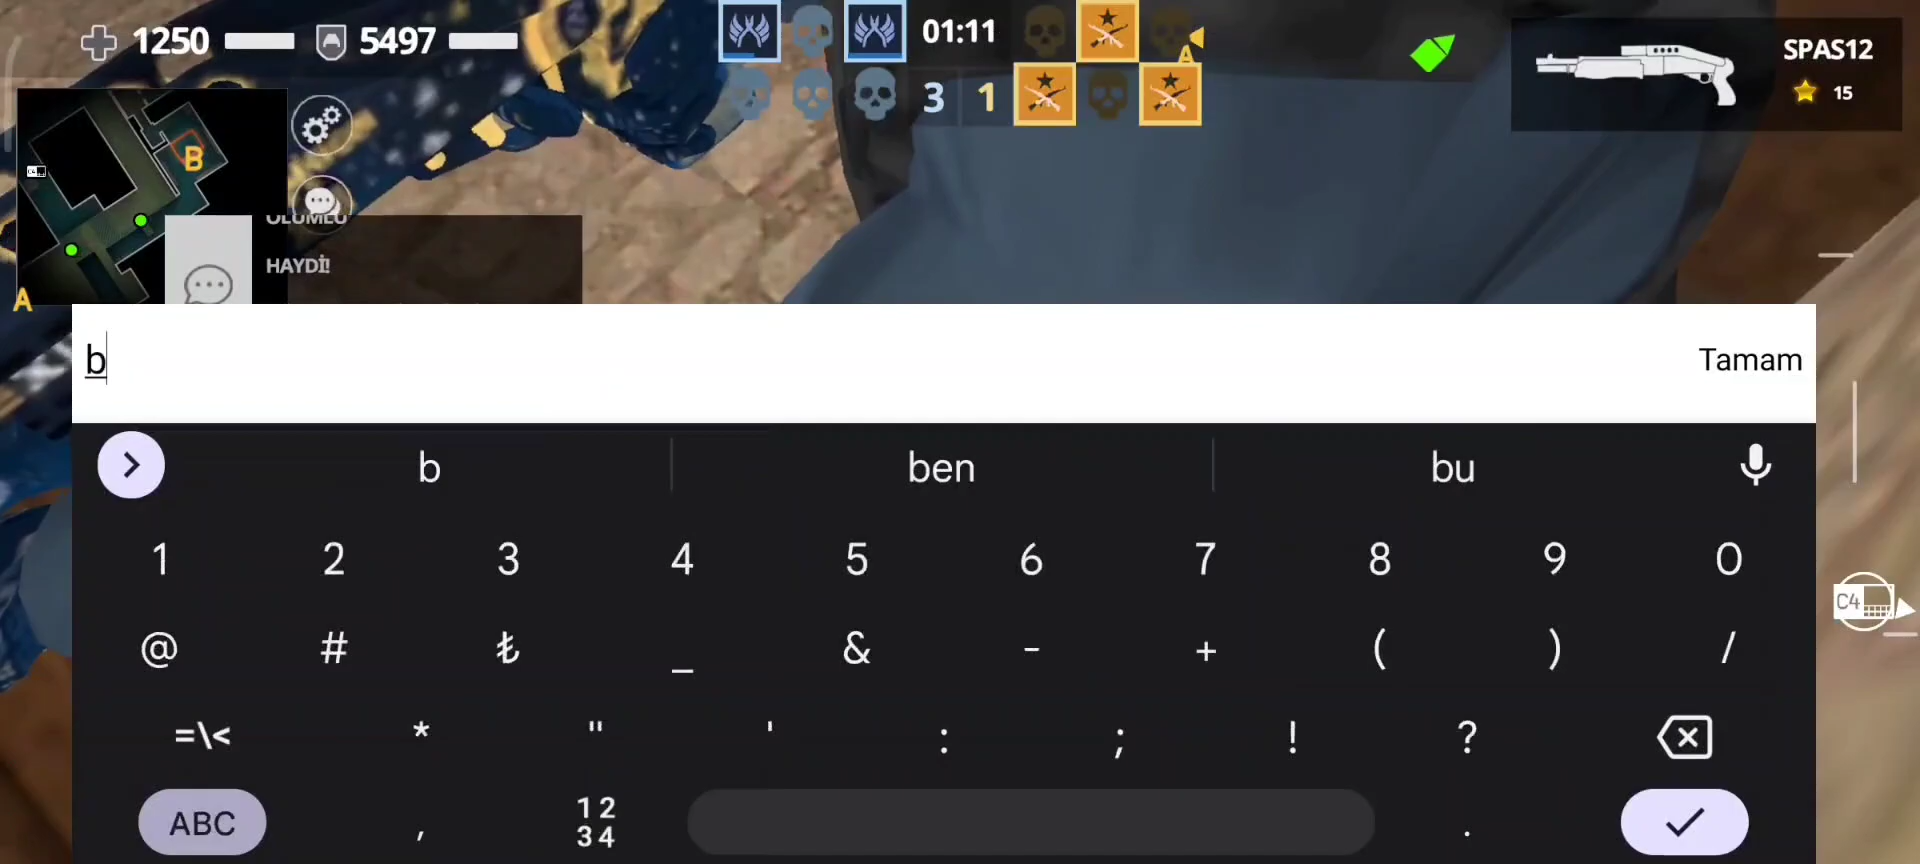 1250 5497 01:11 SPAS12
15
3 1
B
A
A
OLUMLU
HAYDİ!
b Tamam
b ben bu
1 2 3 4 5 6 7 8 9 0
@ # ₺ _ & - + ( ) /
C4
=\< * " ' : ; ! ?
ABC , 12 34 .